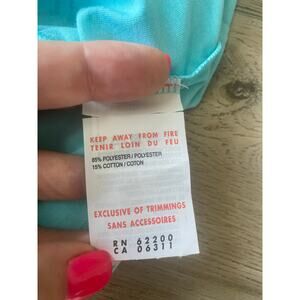 KEEP AWAY FROM FIRE
TENIR LOIN DU FEU
85% POLYESTER / POLYESTER
15% COTTON / COTON
EXCLUSIVE OF TRIMMINGS
SANS ACCESSOIRES
RN 62200
CA 06311